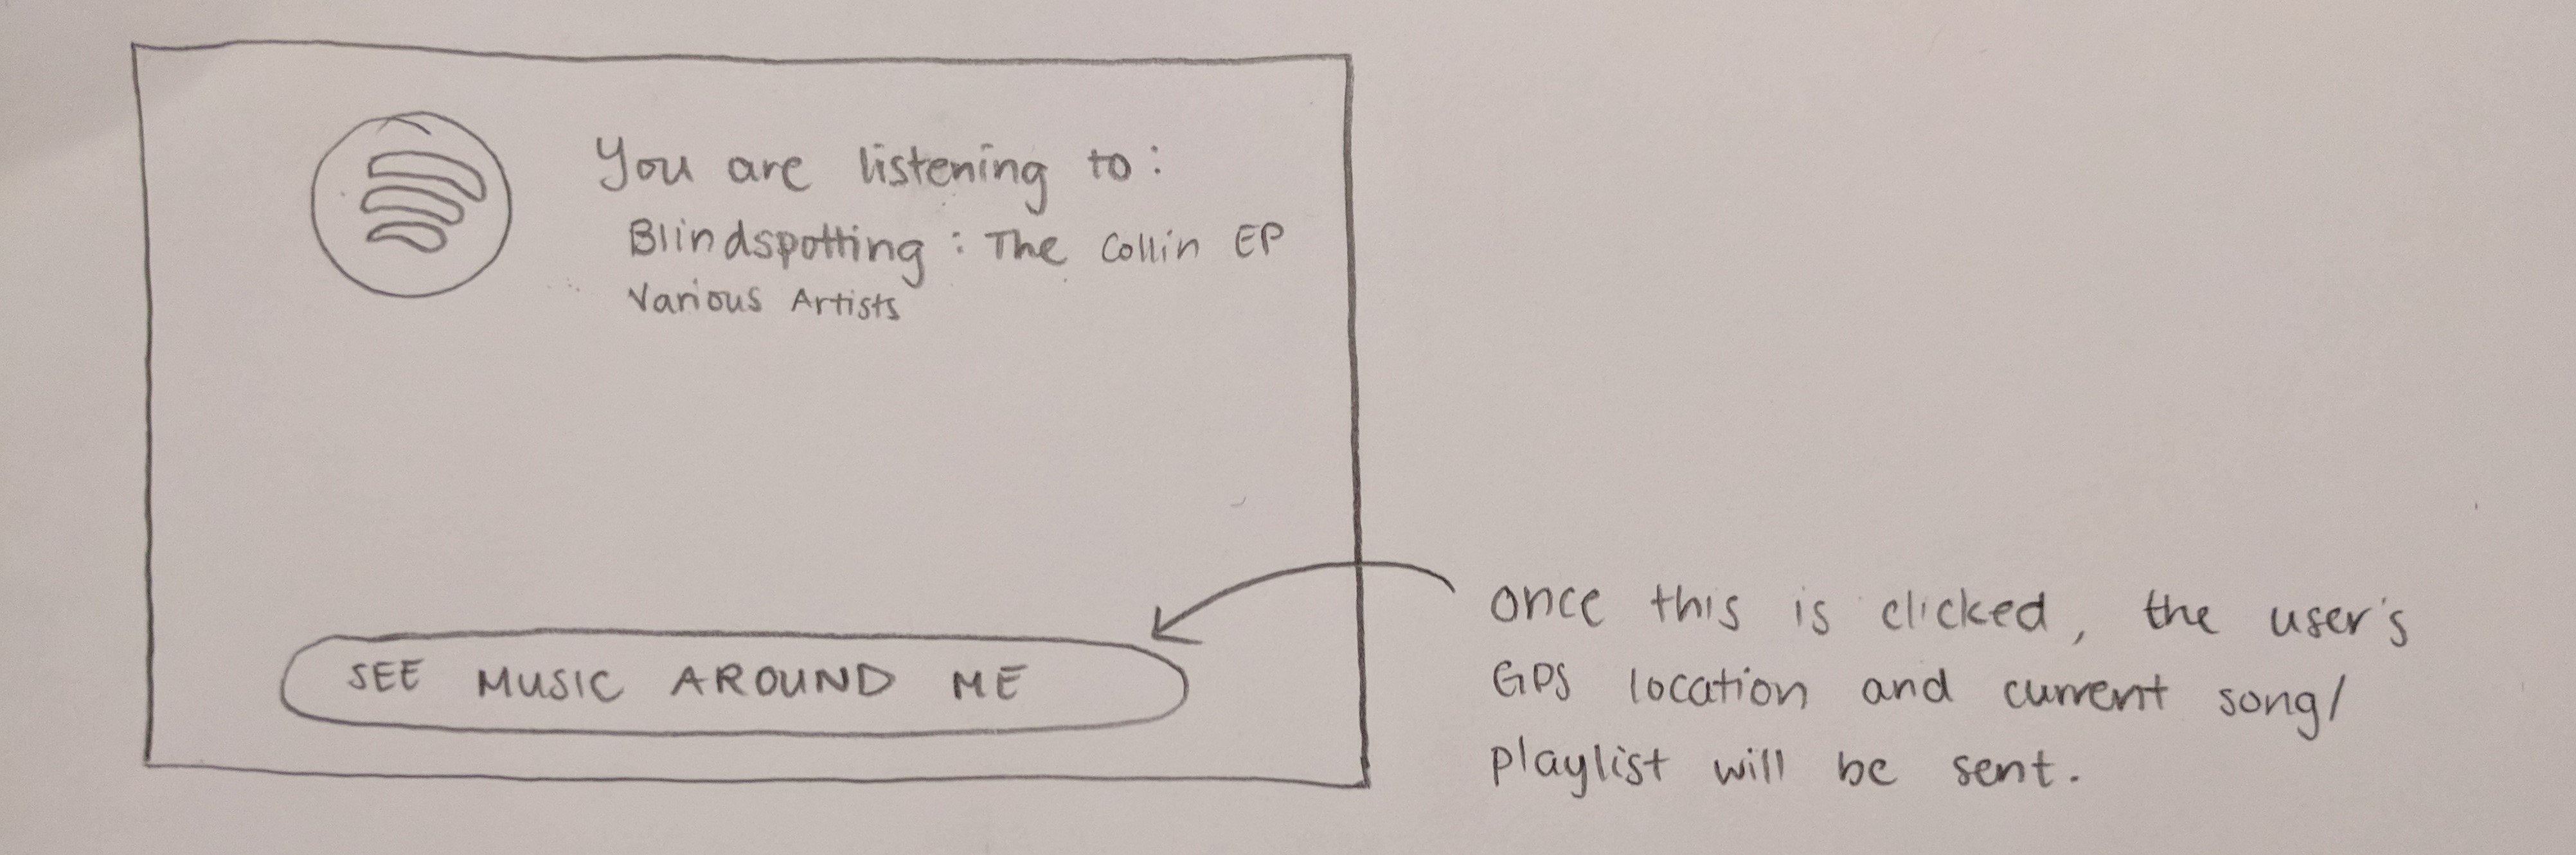 You are listening to:
Blindspotting: The Collin EP
Various Artists
SEE MUSIC AROUND ME
once this is clicked, the user's
GPS location and current song/
playlist will be sent.